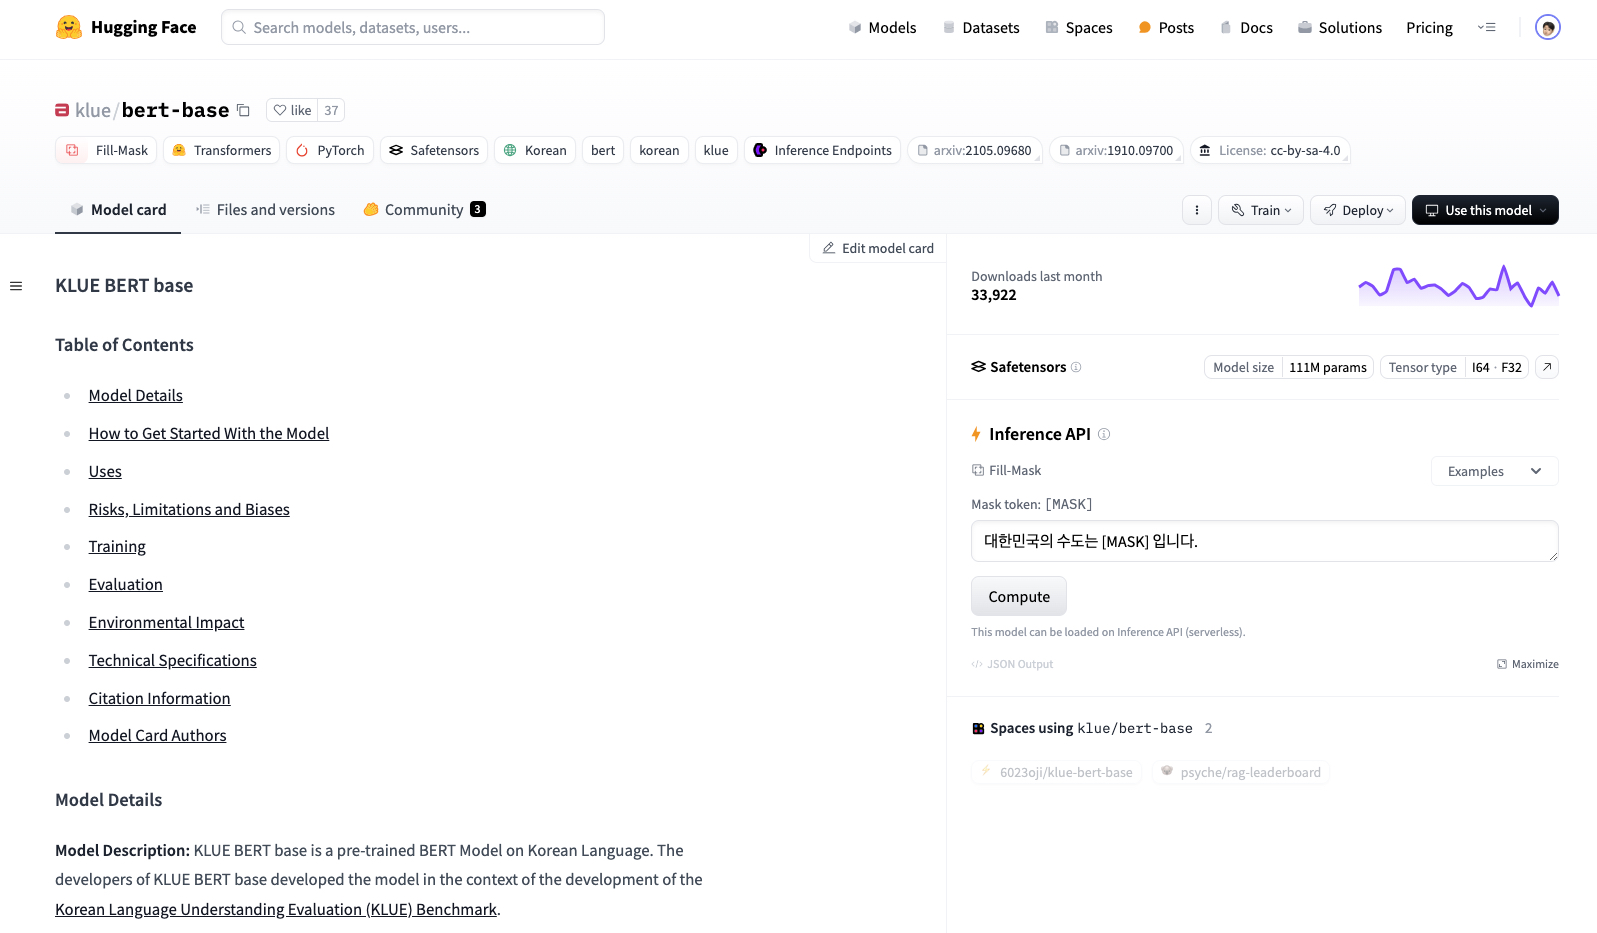 Hugging Face
Search models, datasets, users...
Models
Datasets
Spaces
Posts
Docs
Solutions
Pricing
klue/bert-base
like 37
Fill-Mask
Transformers
PyTorch
Safetensors
Korean
bert
korean
klue
Inference Endpoints
arxiv:2105.09680
arxiv:1910.09700
License: cc-by-sa-4.0
Model card
Files and versions
Community 3
Train
Deploy
Use this model
Edit model card
KLUE BERT base
Table of Contents
Model Details
How to Get Started With the Model
Uses
Risks, Limitations and Biases
Training
Evaluation
Environmental Impact
Technical Specifications
Citation Information
Model Card Authors
Model Details
Model Description: KLUE BERT base is a pre-trained BERT Model on Korean Language. The
developers of KLUE BERT base developed the model in the context of the development of the
Korean Language Understanding Evaluation (KLUE) Benchmark.
Downloads last month
33,922
Safetensors
Model size 111M params
Tensor type I64 · F32
Inference API
Fill-Mask
Examples
Mask token: [MASK]
대한민국의 수도는 [MASK] 입니다.
Compute
This model can be loaded on Inference API (serverless).
</> JSON Output
Maximize
Spaces using klue/bert-base 2
6023oji/klue-bert-base
psyche/rag-leaderboard